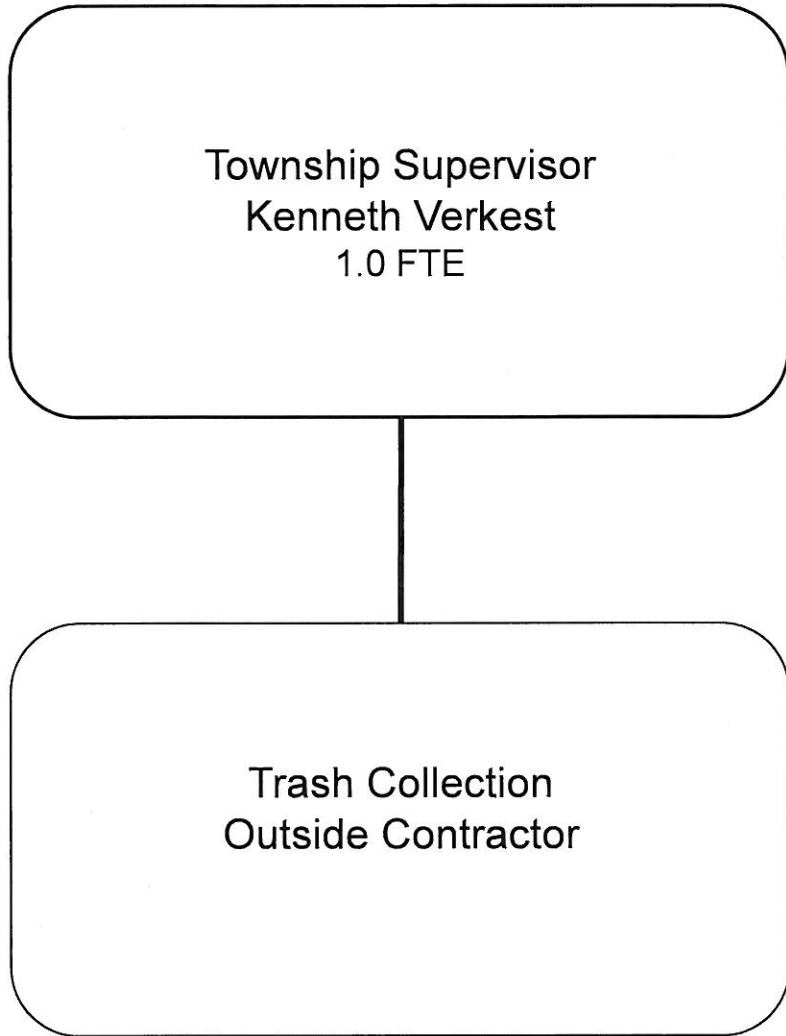 Township Supervisor
Kenneth Verkest
1.0 FTE
Trash Collection
Outside Contractor